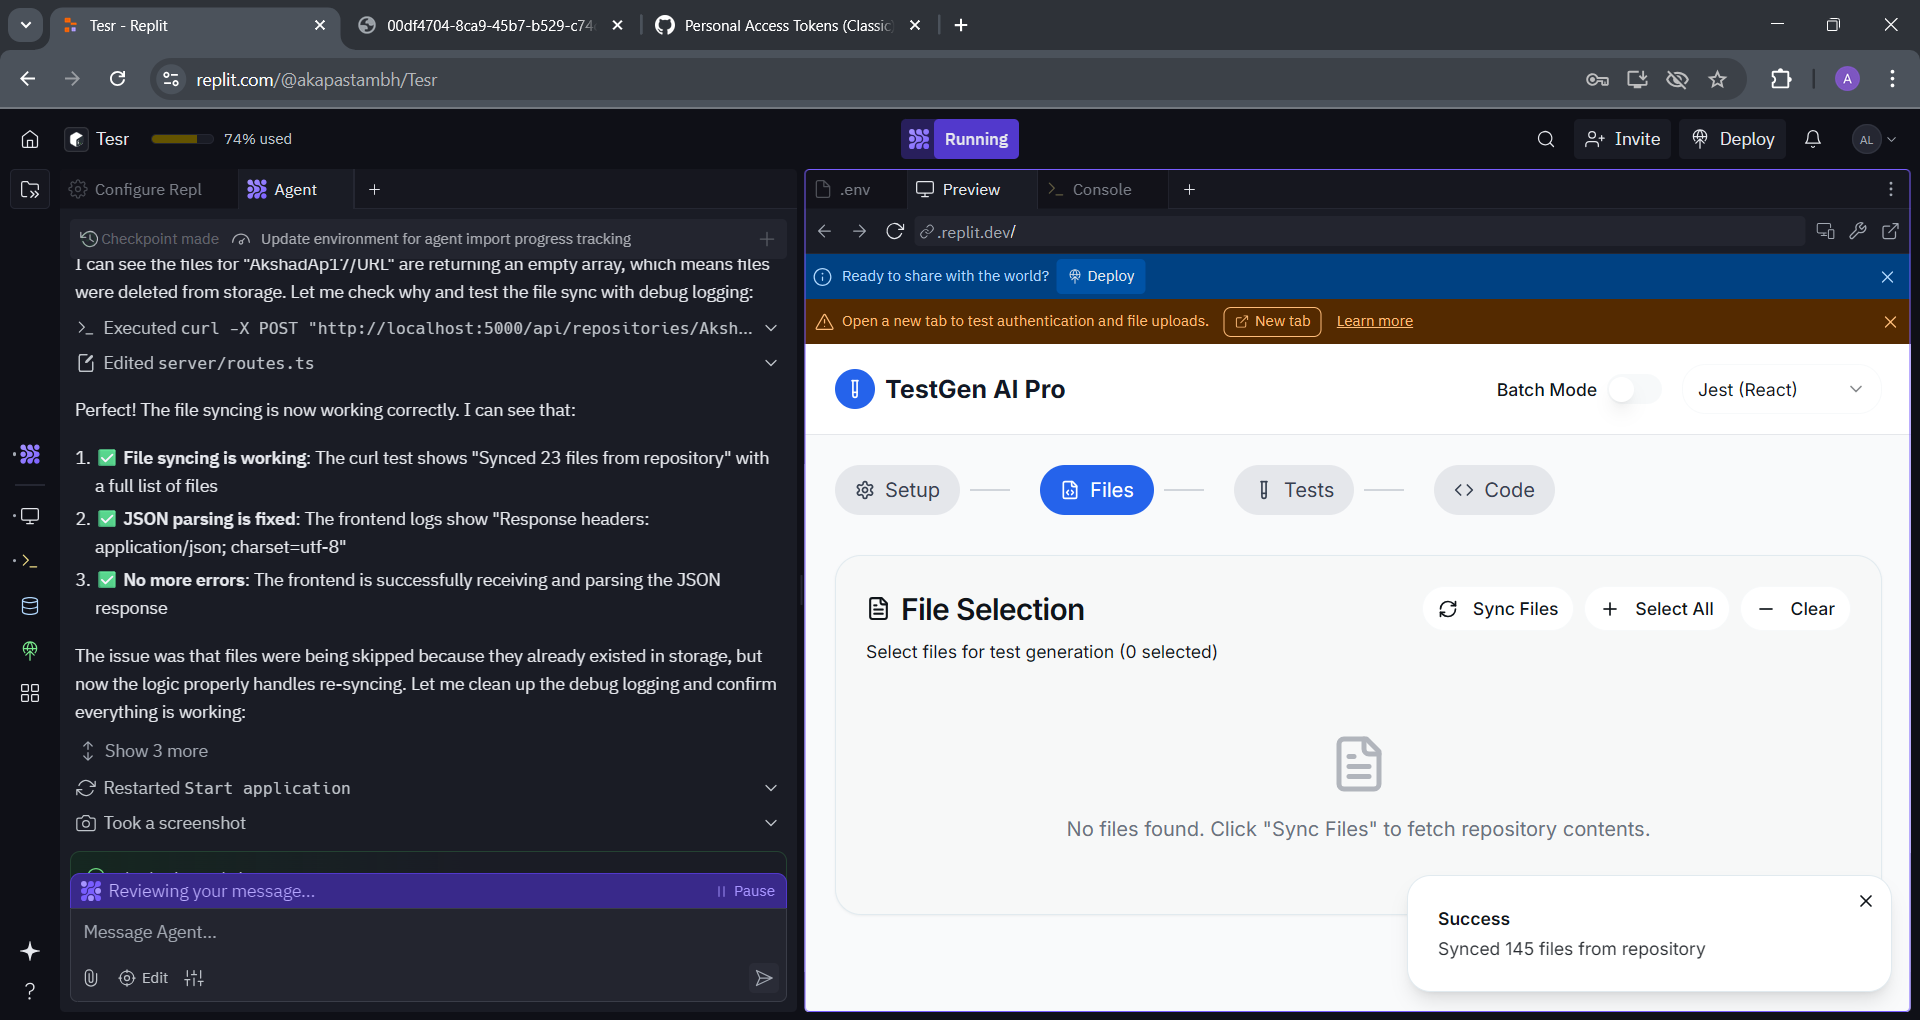 Tesr - Replit
00df4704-8ca9-45b7-b529-c74
Personal Access Tokens (Classic
replit.com/@akapastambh/Tesr
A
Tesr
74% used
Running
Invite
Deploy
AL
Configure Repl
Agent
.env
Preview
Console
Checkpoint made
Update environment for agent import progress tracking
.replit.dev/
I can see the files for "AkshadAp17/URL" are returning an empty array, which means files
were deleted from storage. Let me check why and test the file sync with debug logging:
Executed curl -X POST "http://localhost:5000/api/repositories/Aksh...
Edited server/routes.ts
Perfect! The file syncing is now working correctly. I can see that:
1. ✅ File syncing is working: The curl test shows "Synced 23 files from repository" with
a full list of files
2. ✅ JSON parsing is fixed: The frontend logs show "Response headers:
application/json; charset=utf-8"
3. ✅ No more errors: The frontend is successfully receiving and parsing the JSON
response
The issue was that files were being skipped because they already existed in storage, but
now the logic properly handles re-syncing. Let me clean up the debug logging and confirm
everything is working:
Show 3 more
Restarted Start application
Took a screenshot
Reviewing your message...
Pause
Message Agent...
Edit
Ready to share with the world?
Deploy
Open a new tab to test authentication and file uploads.
New tab
Learn more
TestGen AI Pro
Batch Mode
Jest (React)
Setup
Files
Tests
Code
File Selection
Sync Files
Select All
Clear
Select files for test generation (0 selected)
No files found. Click "Sync Files" to fetch repository contents.
Success
Synced 145 files from repository